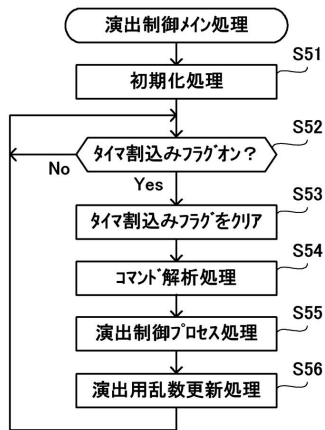 演出制御メイン処理
S51
初期化処理
S52
タイマ割込みフラグオン？
No
Yes
S53
タイマ割込みフラグをクリア
S54
コマンド解析処理
S55
演出制御プロセス処理
S56
演出用乱数更新処理